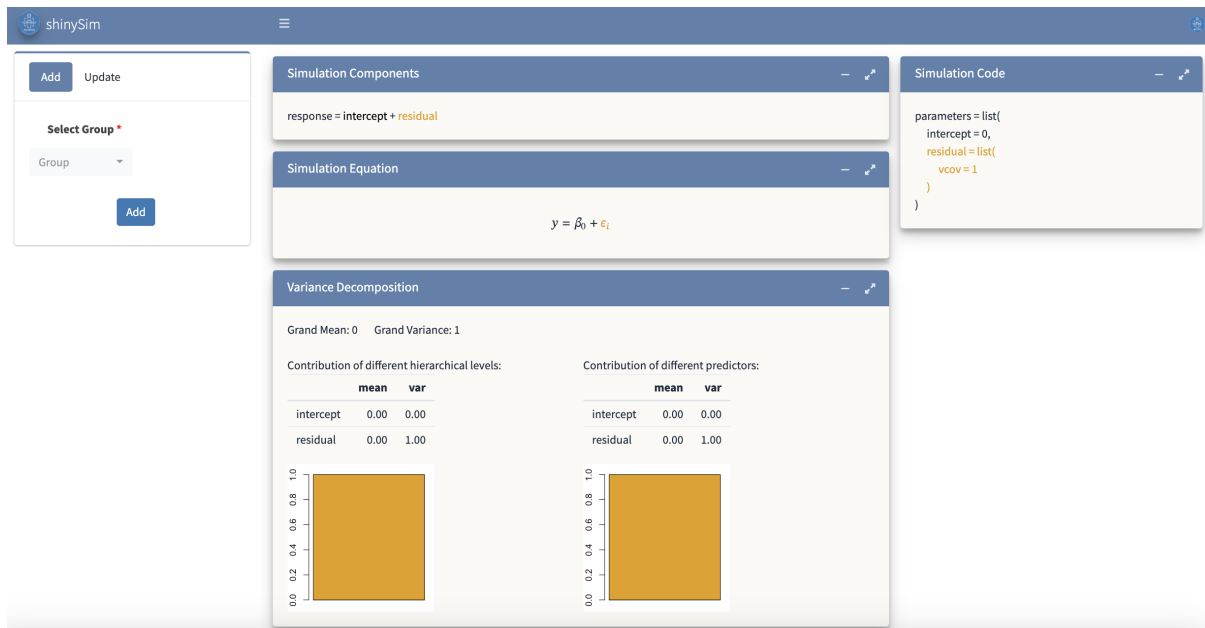 shinySim
Add Update
Select Group *
Group
Add
Simulation Components
response = intercept + residual
Simulation Equation
y = β₀ + ϵᵢ
Variance Decomposition
Grand Mean: 0 Grand Variance: 1
Contribution of different hierarchical levels:
mean var
intercept 0.00 0.00
residual 0.00 1.00
1.0
0.8
0.6
0.4
0.2
0.0
Contribution of different predictors:
mean var
intercept 0.00 0.00
residual 0.00 1.00
1.0
0.8
0.6
0.4
0.2
0.0
Simulation Code
parameters = list(
intercept = 0,
residual = list(
vcov = 1
)
)